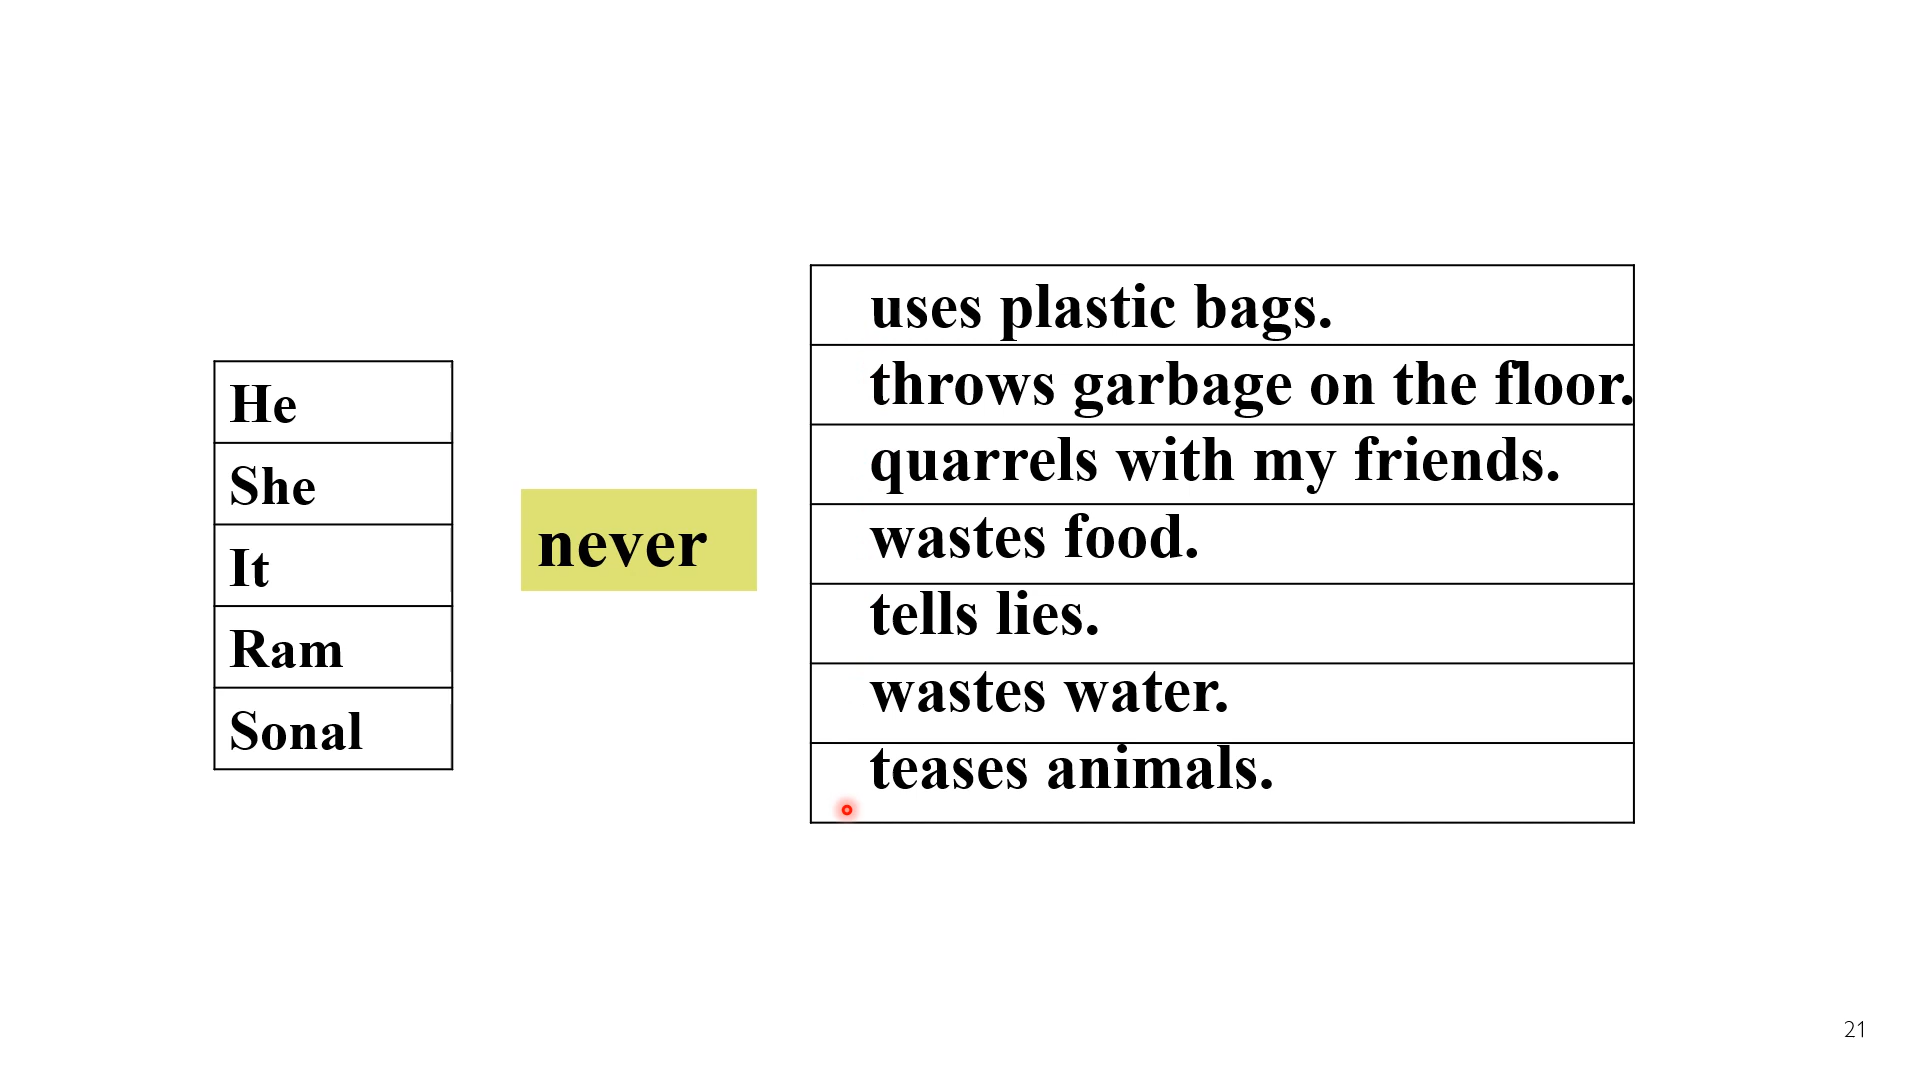 He
She
It
Ram
Sonal
never
uses plastic bags.
throws garbage on the floor.
quarrels with my friends.
wastes food.
tells lies.
wastes water.
teases animals.
21